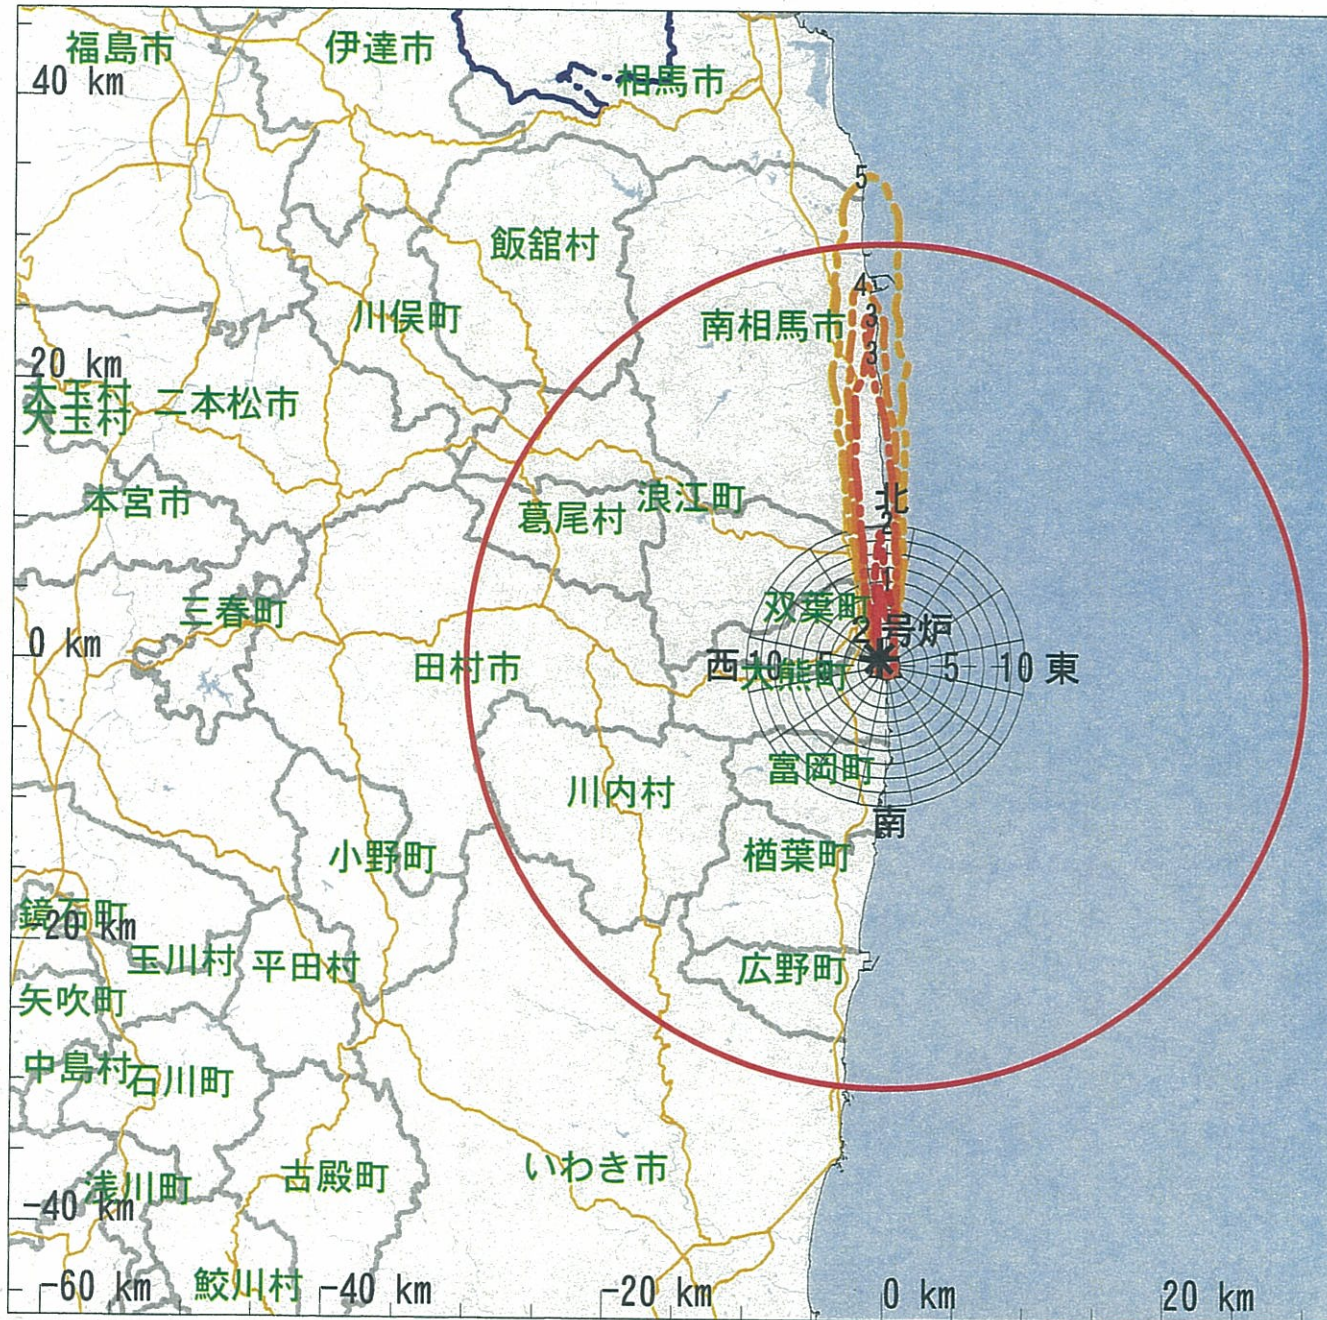 福島市
伊達市
40 km
相馬市
5
飯舘村
4
川俣町
南相馬市
3
3
20 km
大玉村
大玉村
二本松市
本宮市
葛尾村
浪江町
北
2
1
三春町
双葉町
2号炉
0 km
田村市
西
10
5
大熊町
5
10
東
富岡町
川内村
南
小野町
楢葉町
鏡石町
-20 km
玉川村
平田村
広野町
矢吹町
中島村
石川町
いわき市
浅川町
古殿町
-40 km
鮫川村
-60 km
-40 km
-20 km
0 km
20 km